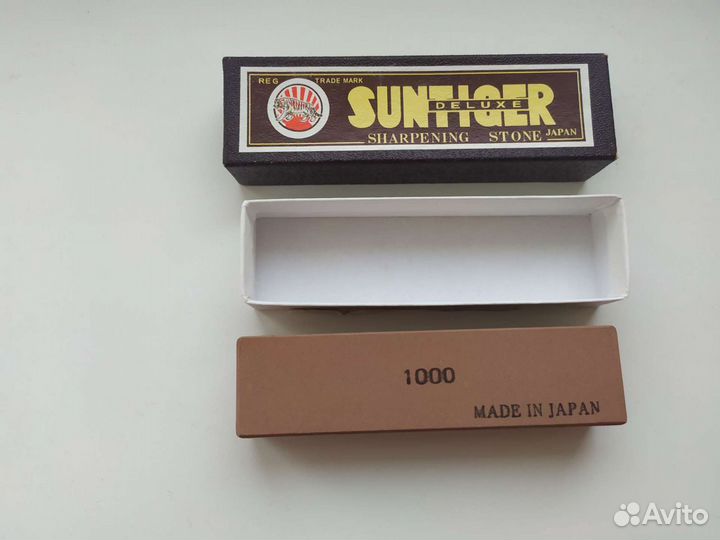 REG TRADE MARK
SUNTIGER
DELUXE
SHARPENING STONE JAPAN
1000
MADE IN JAPAN
Avito